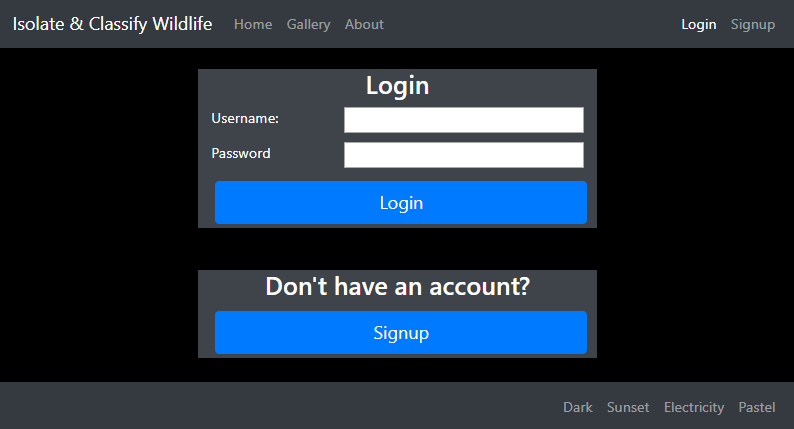 Isolate & Classify Wildlife Home Gallery About Login Signup
Login
Username:
Password
Login
Don't have an account?
Signup
Dark Sunset Electricity Pastel